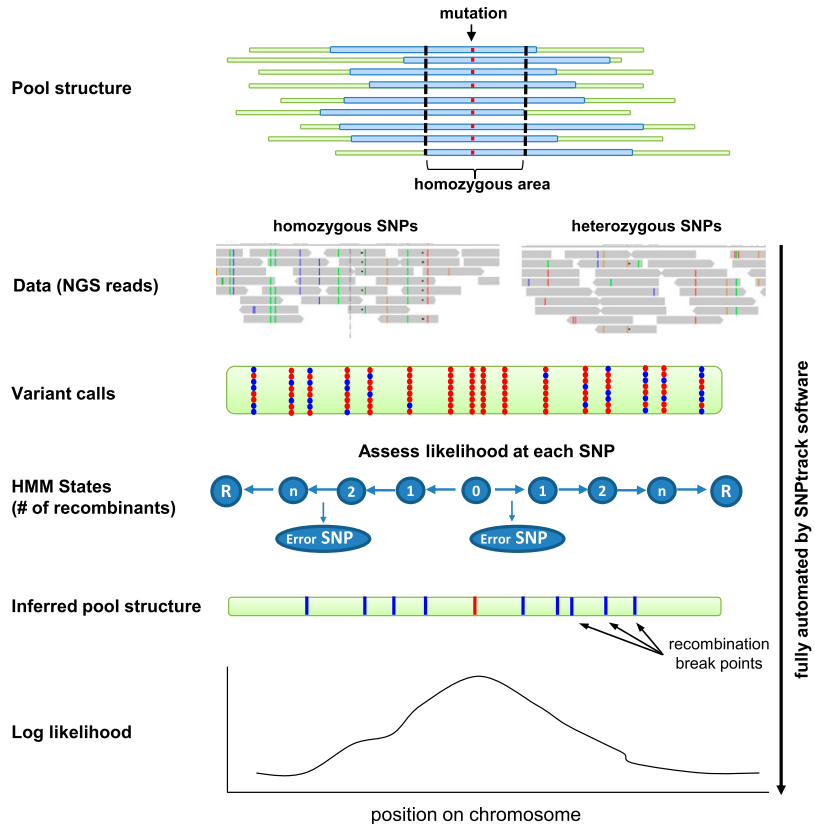 mutation
Pool structure
homozygous area
homozygous SNPs
heterozygous SNPs
Data (NGS reads)
Variant calls
Assess likelihood at each SNP
HMM States
(# of recombinants)
R n 2 1 0 1 2 n R
Error SNP Error SNP
Inferred pool structure
recombination
break points
Log likelihood
position on chromosome
fully automated by SNPtrack software